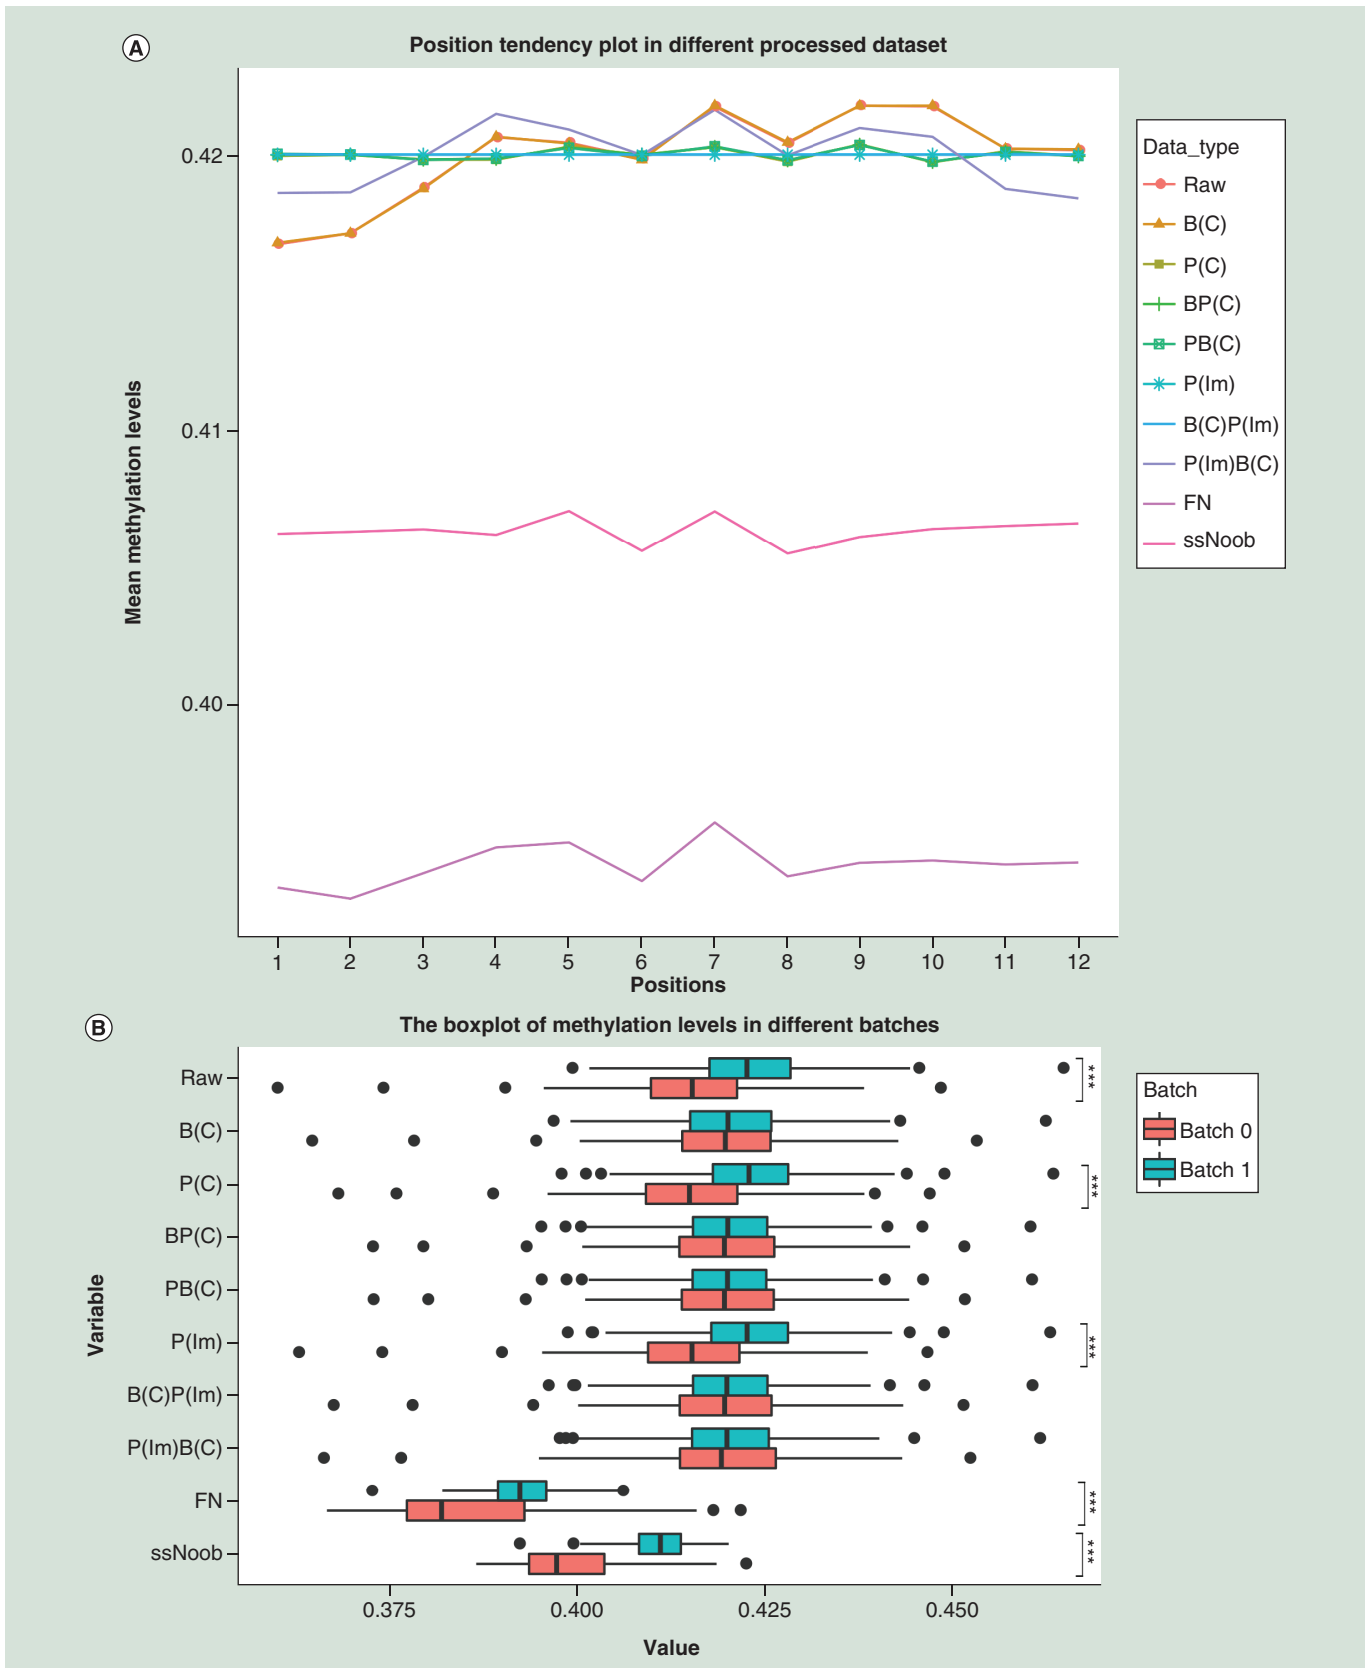 A
Position tendency plot in different processed dataset
Mean methylation levels
0.42
0.41
0.40
1 2 3 4 5 6 7 8 9 10 11 12
Positions
Data_type
Raw
B(C)
P(C)
BP(C)
PB(C)
P(Im)
B(C)P(Im)
P(Im)B(C)
FN
ssNoob
B
The boxplot of methylation levels in different batches
Variable
Raw
B(C)
P(C)
BP(C)
PB(C)
P(Im)
B(C)P(Im)
P(Im)B(C)
FN
ssNoob
***
***
***
***
***
0.375 0.400 0.425 0.450
Value
Batch
Batch 0
Batch 1